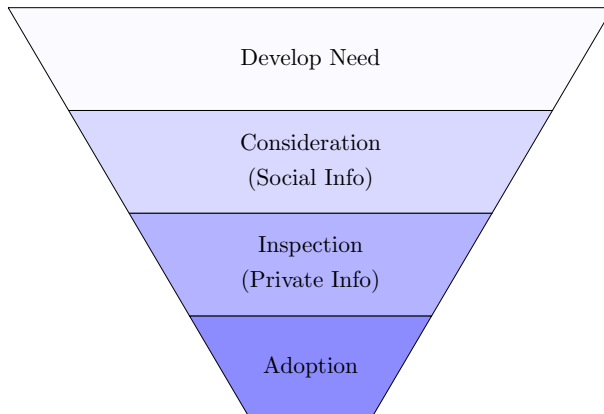 Develop Need
Consideration
(Social Info)
Inspection
(Private Info)
Adoption